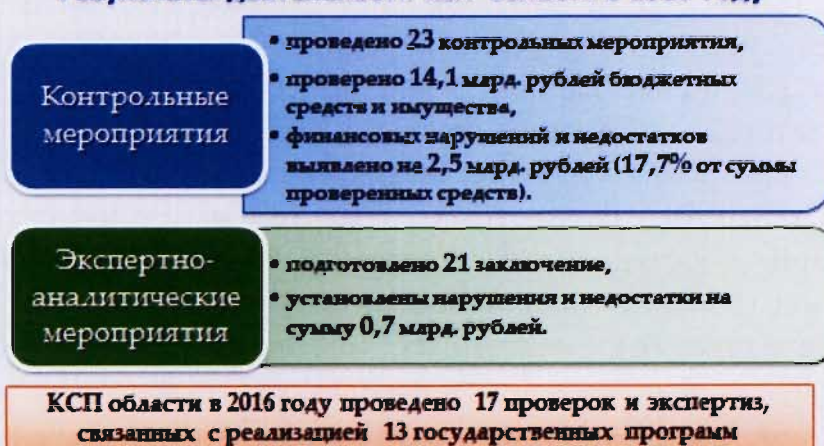 Контрольные
мероприятия
• проведено 23 контрольных мероприятия,
• проверено 14,1 млрд. рублей бюджетных
средств и имущества,
• финансовых нарушений и недостатков
выявлено на 2,5 млрд. рублей (17,7% от суммы
проверенных средств).
Экспертно-
аналитические
мероприятия
• подготовлено 21 заключение,
• установлены нарушения и недостатки на
сумму 0,7 млрд. рублей.
КСП области в 2016 году проведено 17 проверок и экспертиз,
связанных с реализацией 13 государственных программ